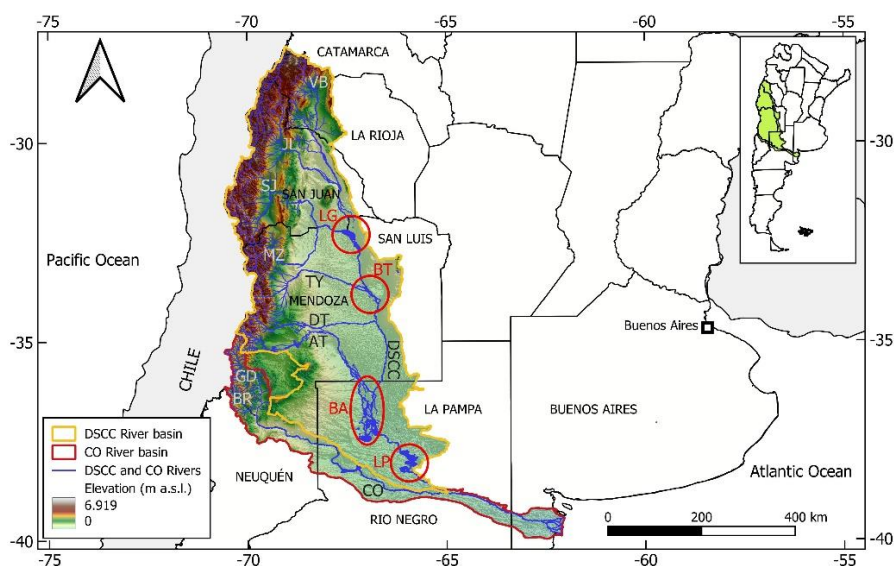 -75
-70
-65
-60
-55
CATAMARCA
VB
LA RIOJA
-30
-30
JL
SJ
SAN JUAN
LG
SAN LUIS
MZ
BT
Pacific Ocean
TY
MENDOZA
DT
AT
DSCC
Buenos Aires
-35
-35
CHILE
GD
BR
BA
LA PAMPA
BUENOS AIRES
LP
DSCC River basin
CO River basin
DSCC and CO Rivers
Elevation (m a.s.l.)
6.919
0
NEUQUÉN
CO
Atlantic Ocean
RIO NEGRO
0 200 400 km
-40
-40
-75
-70
-65
-60
-55